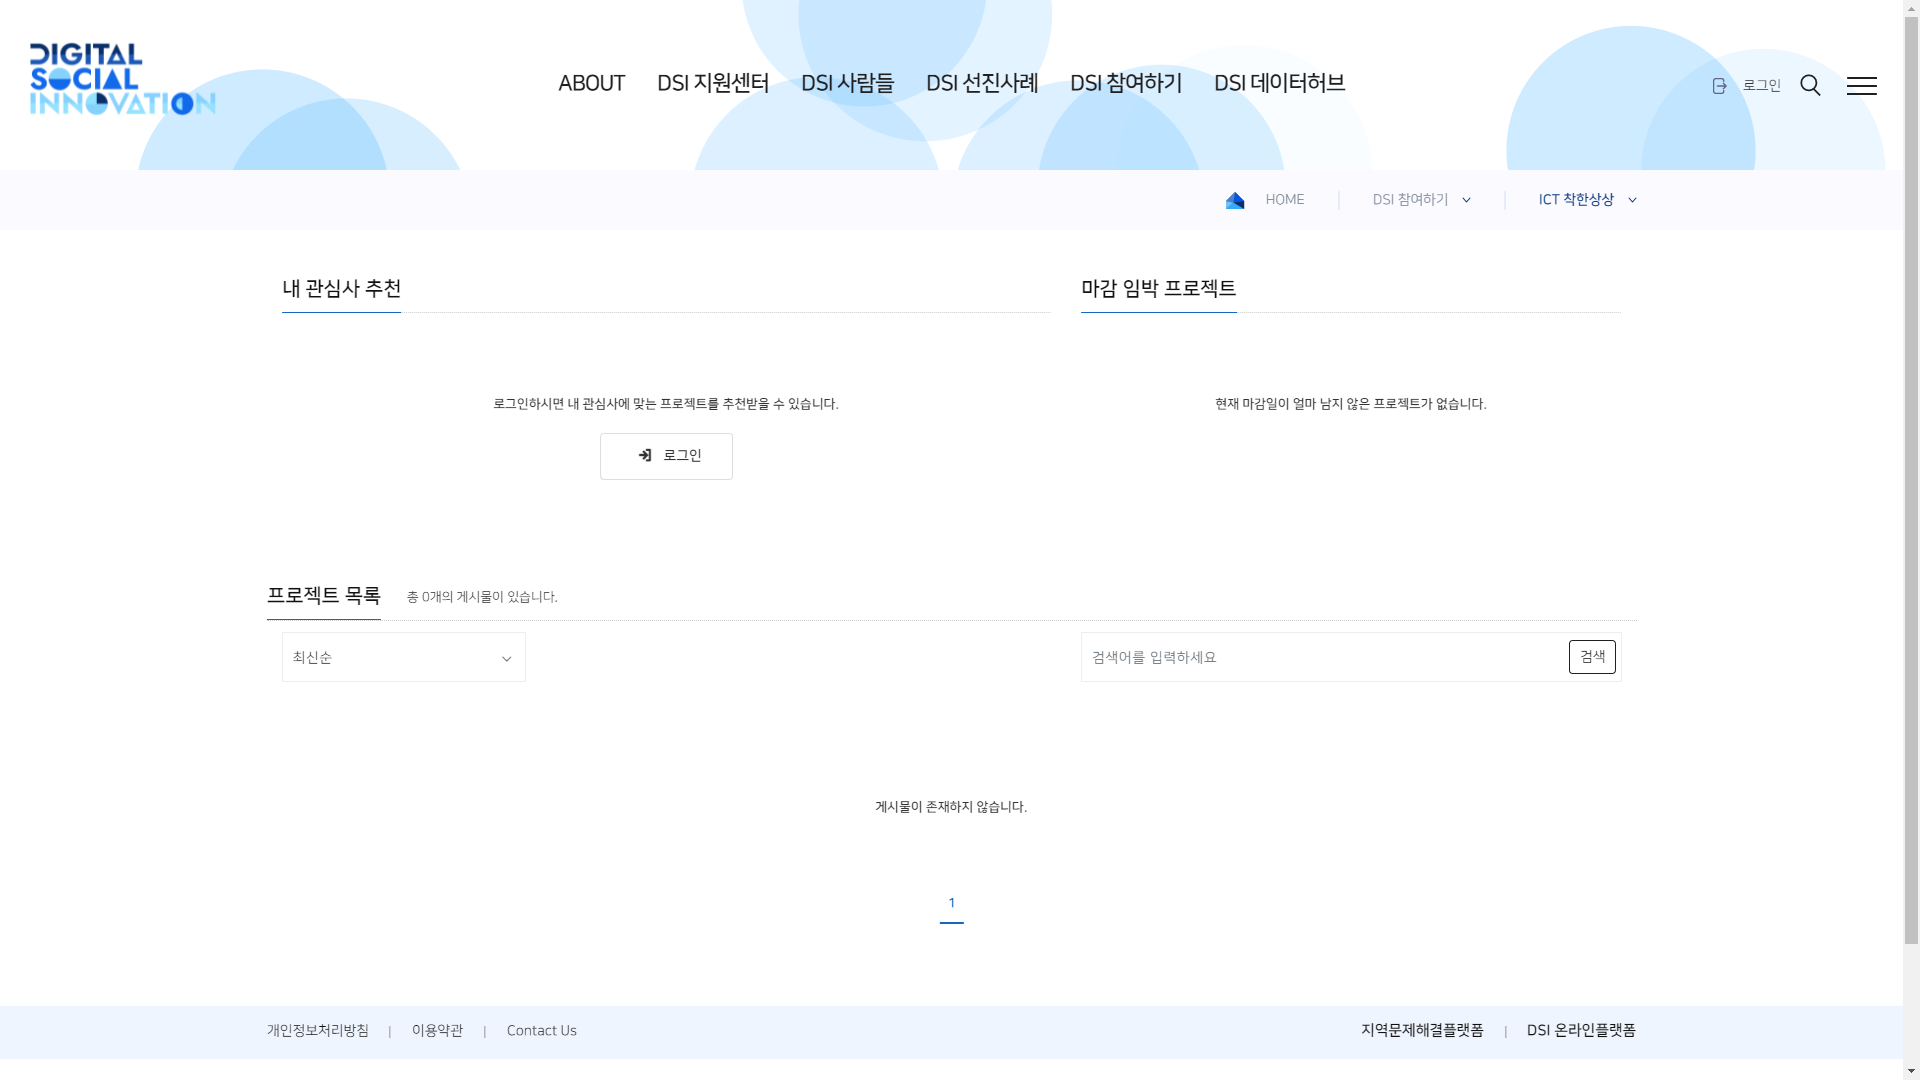 DIGITAL
SOCIAL
INNOVATION
ABOUT DSI 지원센터 DSI 사람들 DSI 선진사례 DSI 참여하기 DSI 데이터허브
로그인
HOME DSI 참여하기 ICT 착한상상
내 관심사 추천
마감 임박 프로젝트
로그인하시면 내 관심사에 맞는 프로젝트를 추천받을 수 있습니다.
로그인
현재 마감일이 얼마 남지 않은 프로젝트가 없습니다.
프로젝트 목록 총 0개의 게시물이 있습니다.
최신순
검색어를 입력하세요 검색
게시물이 존재하지 않습니다.
1
개인정보처리방침 | 이용약관 | Contact Us
지역문제해결플랫폼 | DSI 온라인플랫폼